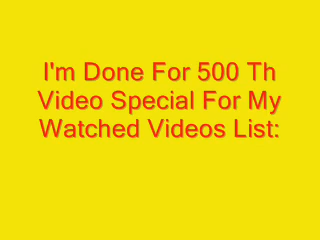 I'm Done For 500 Th
Video Special For My
Watched Videos List: